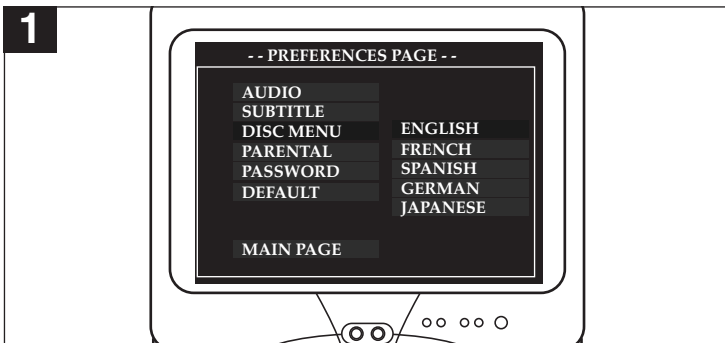 1
- - PREFERENCES PAGE - -
AUDIO
SUBTITLE
DISC MENU
PARENTAL
PASSWORD
DEFAULT
MAIN PAGE
ENGLISH
FRENCH
SPANISH
GERMAN
JAPANESE